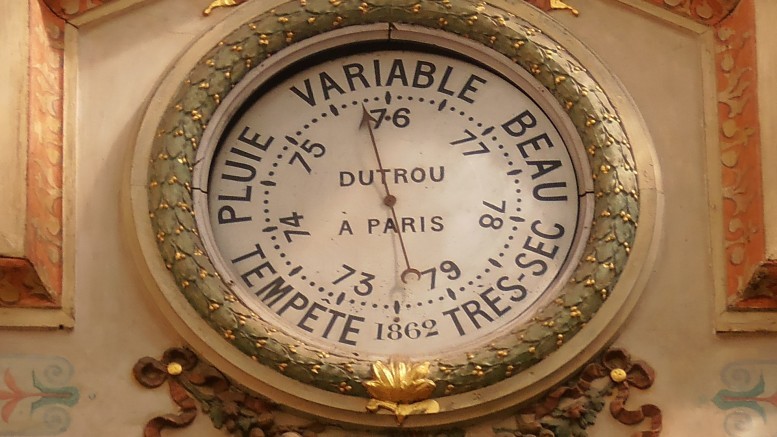 TEMPÊTE PLUIE VARIABLE BEAU TRES-SEC
73 74 75 76 77 78 79
DUTROU
À PARIS
1862